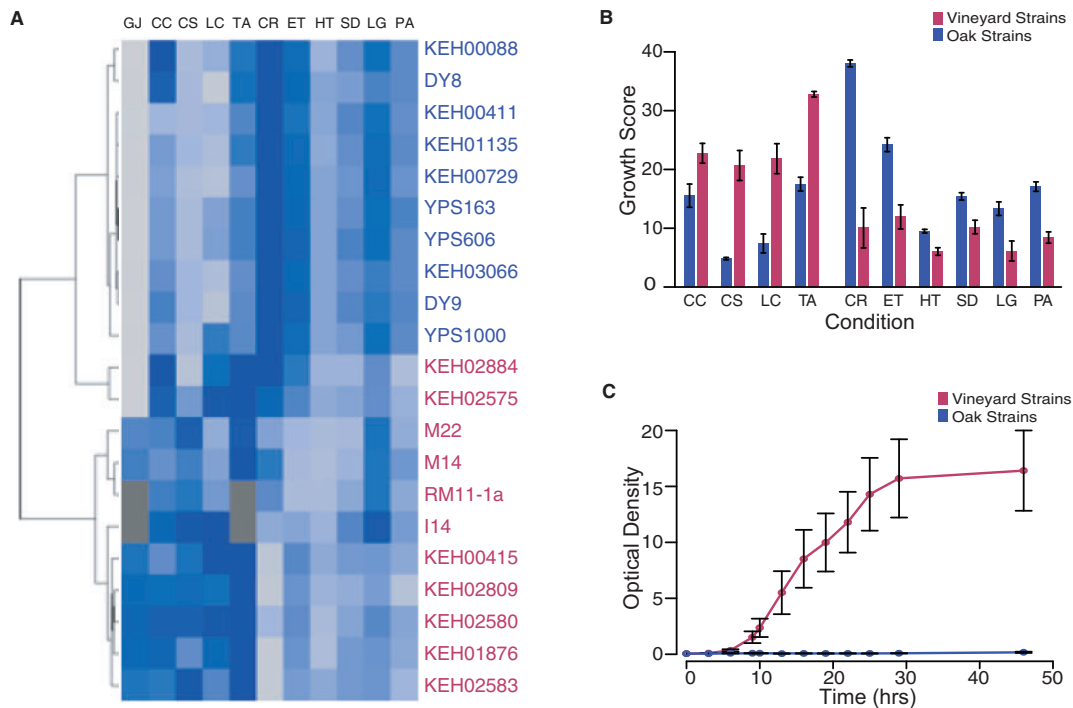 A
GJ CC CS LC TA CR ET HT SD LG PA
KEH00088
DY8
KEH00411
KEH01135
KEH00729
YPS163
YPS606
KEH03066
DY9
YPS1000
KEH02884
KEH02575
M22
M14
RM11-1a
I14
KEH00415
KEH02809
KEH02580
KEH01876
KEH02583
B
Vineyard Strains
Oak Strains
Growth Score
40
30
20
10
0
CC CS LC TA CR ET HT SD LG PA
Condition
C
Vineyard Strains
Oak Strains
Optical Density
20
15
10
5
0
0 10 20 30 40 50
Time (hrs)